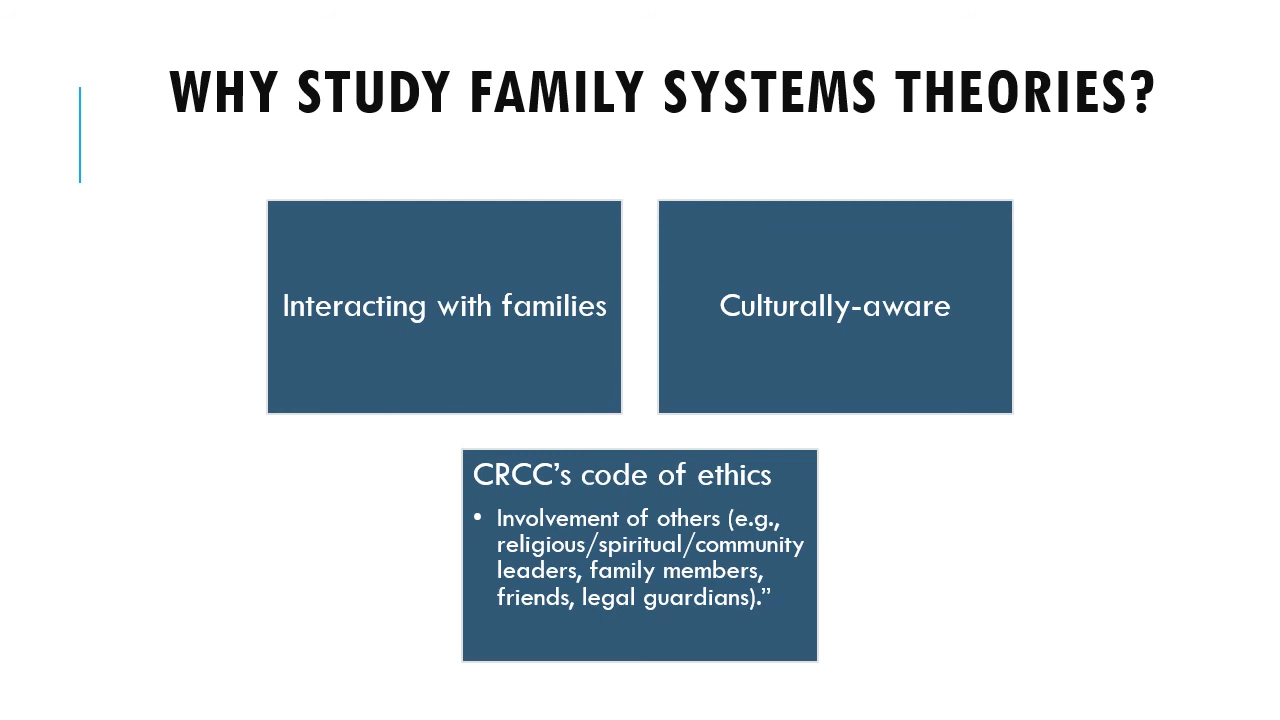 WHY STUDY FAMILY SYSTEMS THEORIES?
Interacting with families
Culturally-aware
CRCC’s code of ethics
• Involvement of others (e.g.,
religious/spiritual/community
leaders, family members,
friends, legal guardians).”